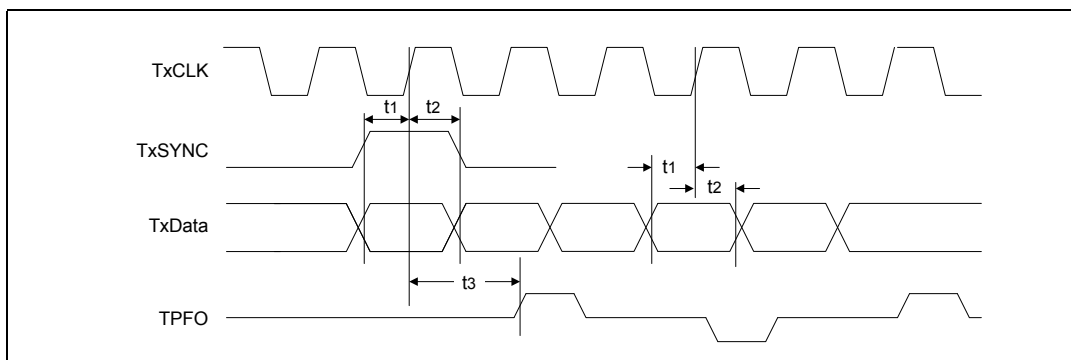 TxCLK
t1 t2
TxSYNC
t1
t2
TxData
t3
TPFO